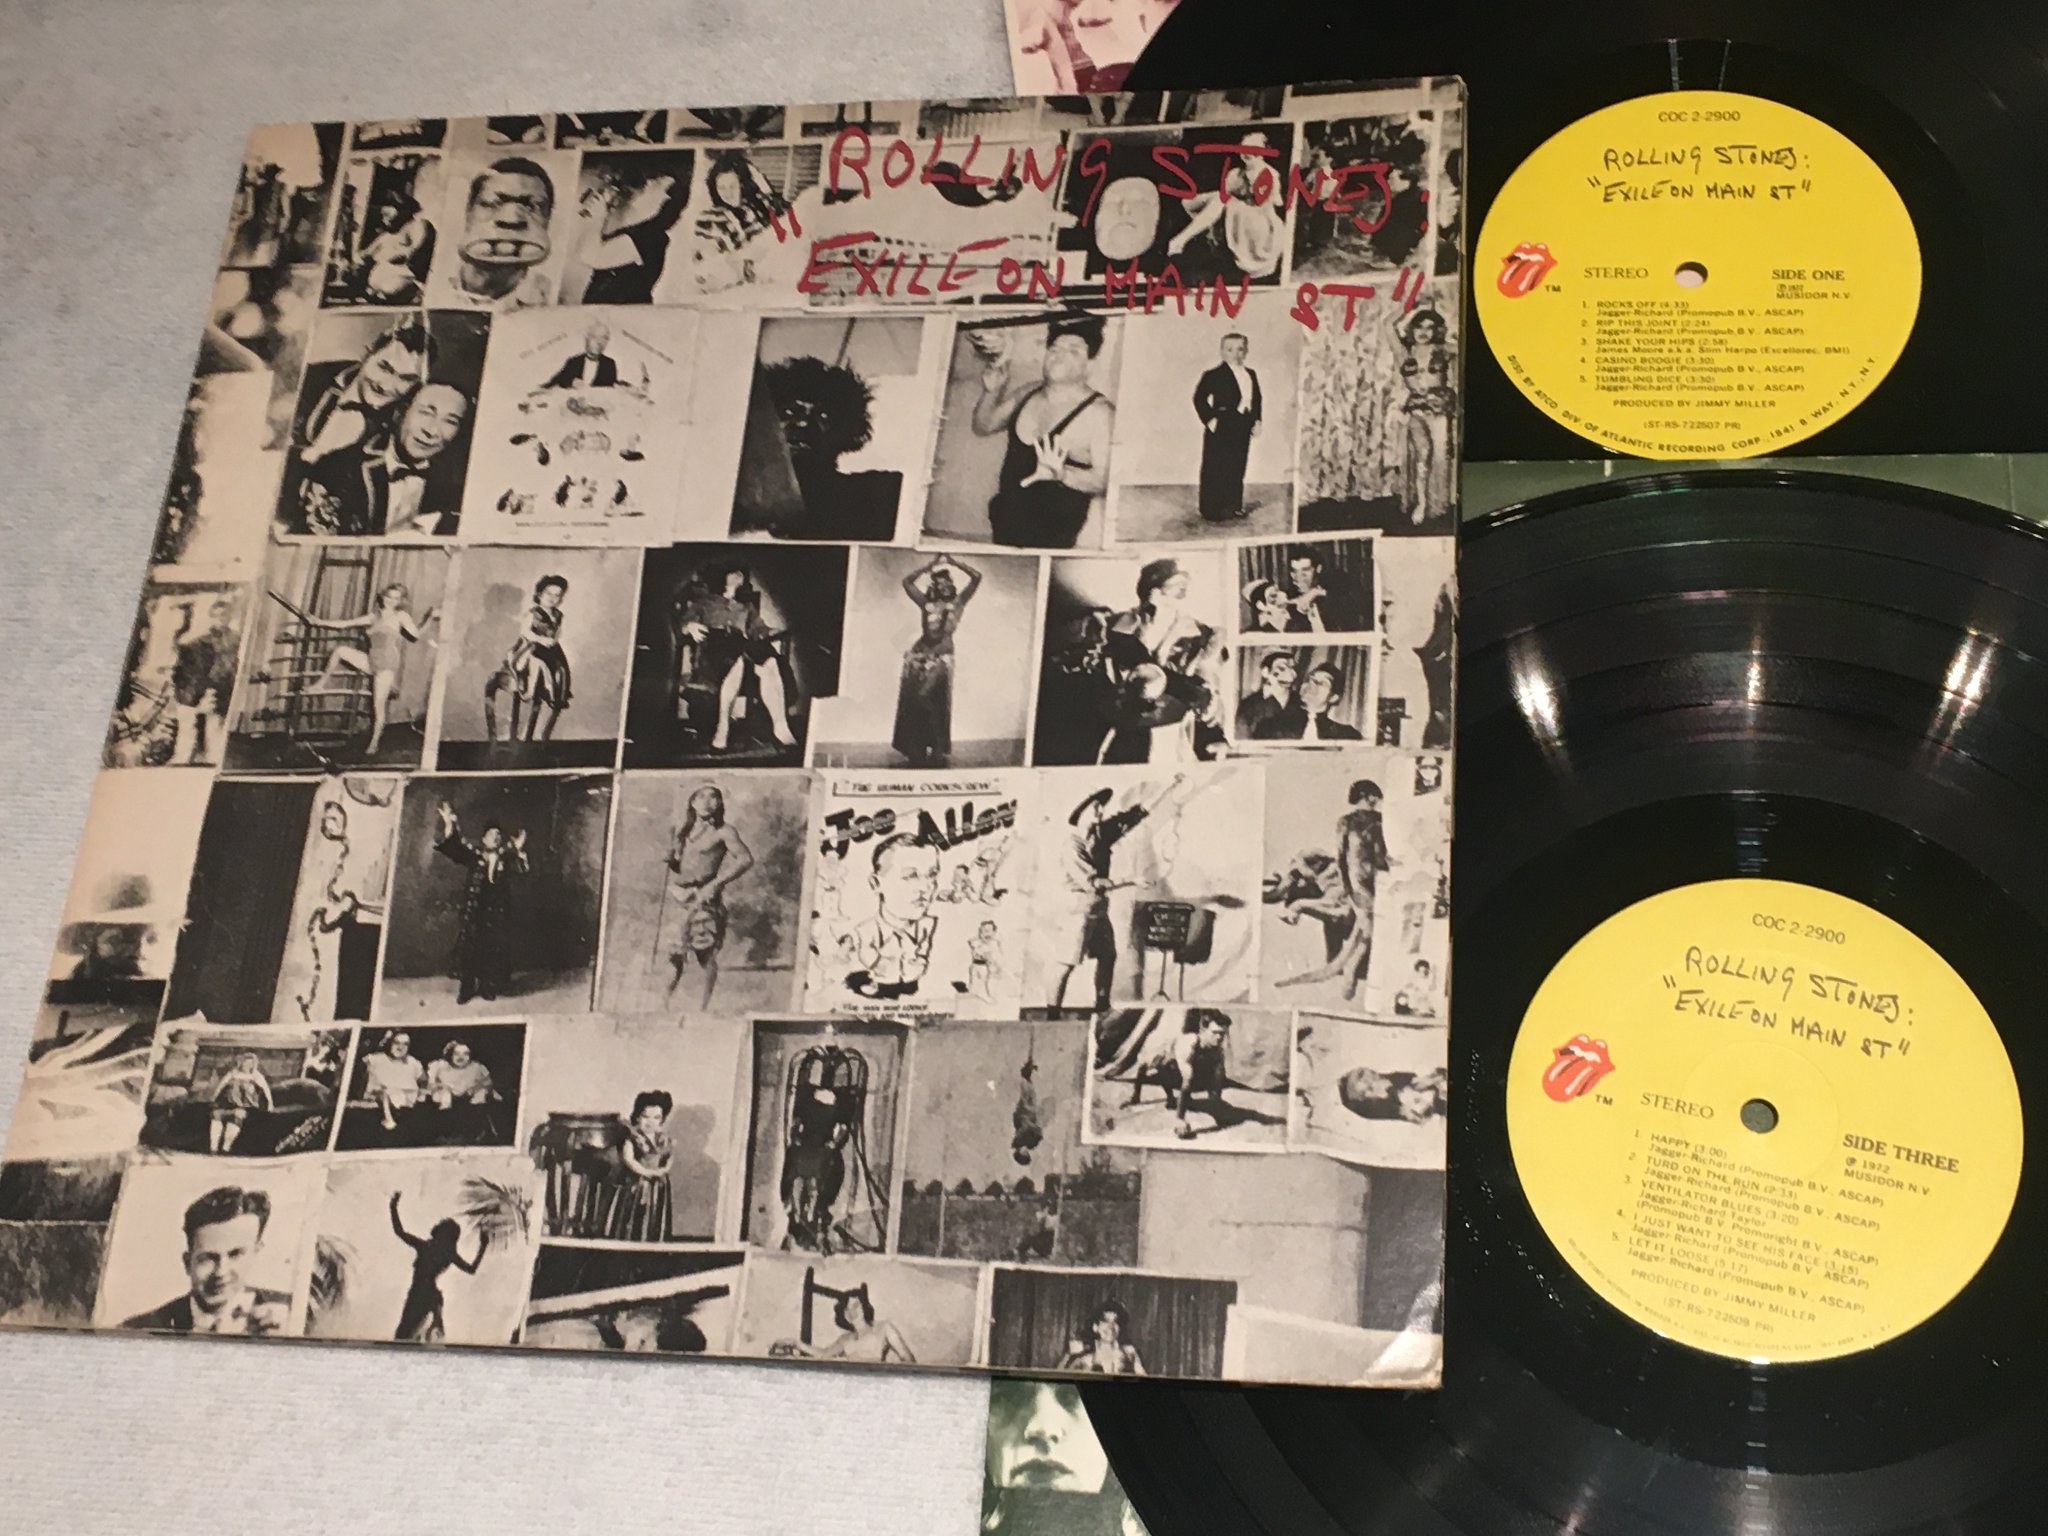 ROLLING STONES:
"EXILE ON MAIN ST"
"THE HUMAN CORKSCREW"
Joe Allen
COC 2-2900
ROLLING STONES:
"EXILE ON MAIN ST"
TM
STEREO
SIDE ONE
℗ 1972
MUSIDOR N.V.
1. ROCKS OFF (4:33)
Jagger-Richard (Promopub B.V., ASCAP)
2. RIP THIS JOINT (2:24)
Jagger-Richard (Promopub B.V., ASCAP)
3. SHAKE YOUR HIPS (2:58)
James Moore a.k.a. Slim Harpo (Excellorec, BMI)
4. CASINO BOOGIE (3:30)
Jagger-Richard (Promopub B.V., ASCAP)
5. TUMBLING DICE (3:30)
Jagger-Richard (Promopub B.V., ASCAP)
PRODUCED BY JIMMY MILLER
(ST-RS-722507 PR)
DIST. BY ATCO DIV. OF ATLANTIC RECORDING CORP., 1841 B'WAY., N.Y., N.Y.
COC 2-2900
ROLLING STONES:
"EXILE ON MAIN ST"
TM
STEREO
SIDE THREE
℗ 1972
MUSIDOR N.V.
1. HAPPY (3:00)
Jagger-Richard (Promopub B.V., ASCAP)
2. TURD ON THE RUN (2:33)
Jagger-Richard (Promopub B.V., ASCAP)
3. VENTILATOR BLUES (3:20)
Jagger-Richard-Taylor
(Promopub B.V. Promoright B.V., ASCAP)
4. I JUST WANT TO SEE HIS FACE (3:15)
Jagger Richard (Promopub B.V. ASCAP)
5. LET IT LOOSE (5:17)
Jagger Richard (Promopub B.V., ASCAP)
PRODUCED BY JIMMY MILLER
(ST-RS-722509 PR)